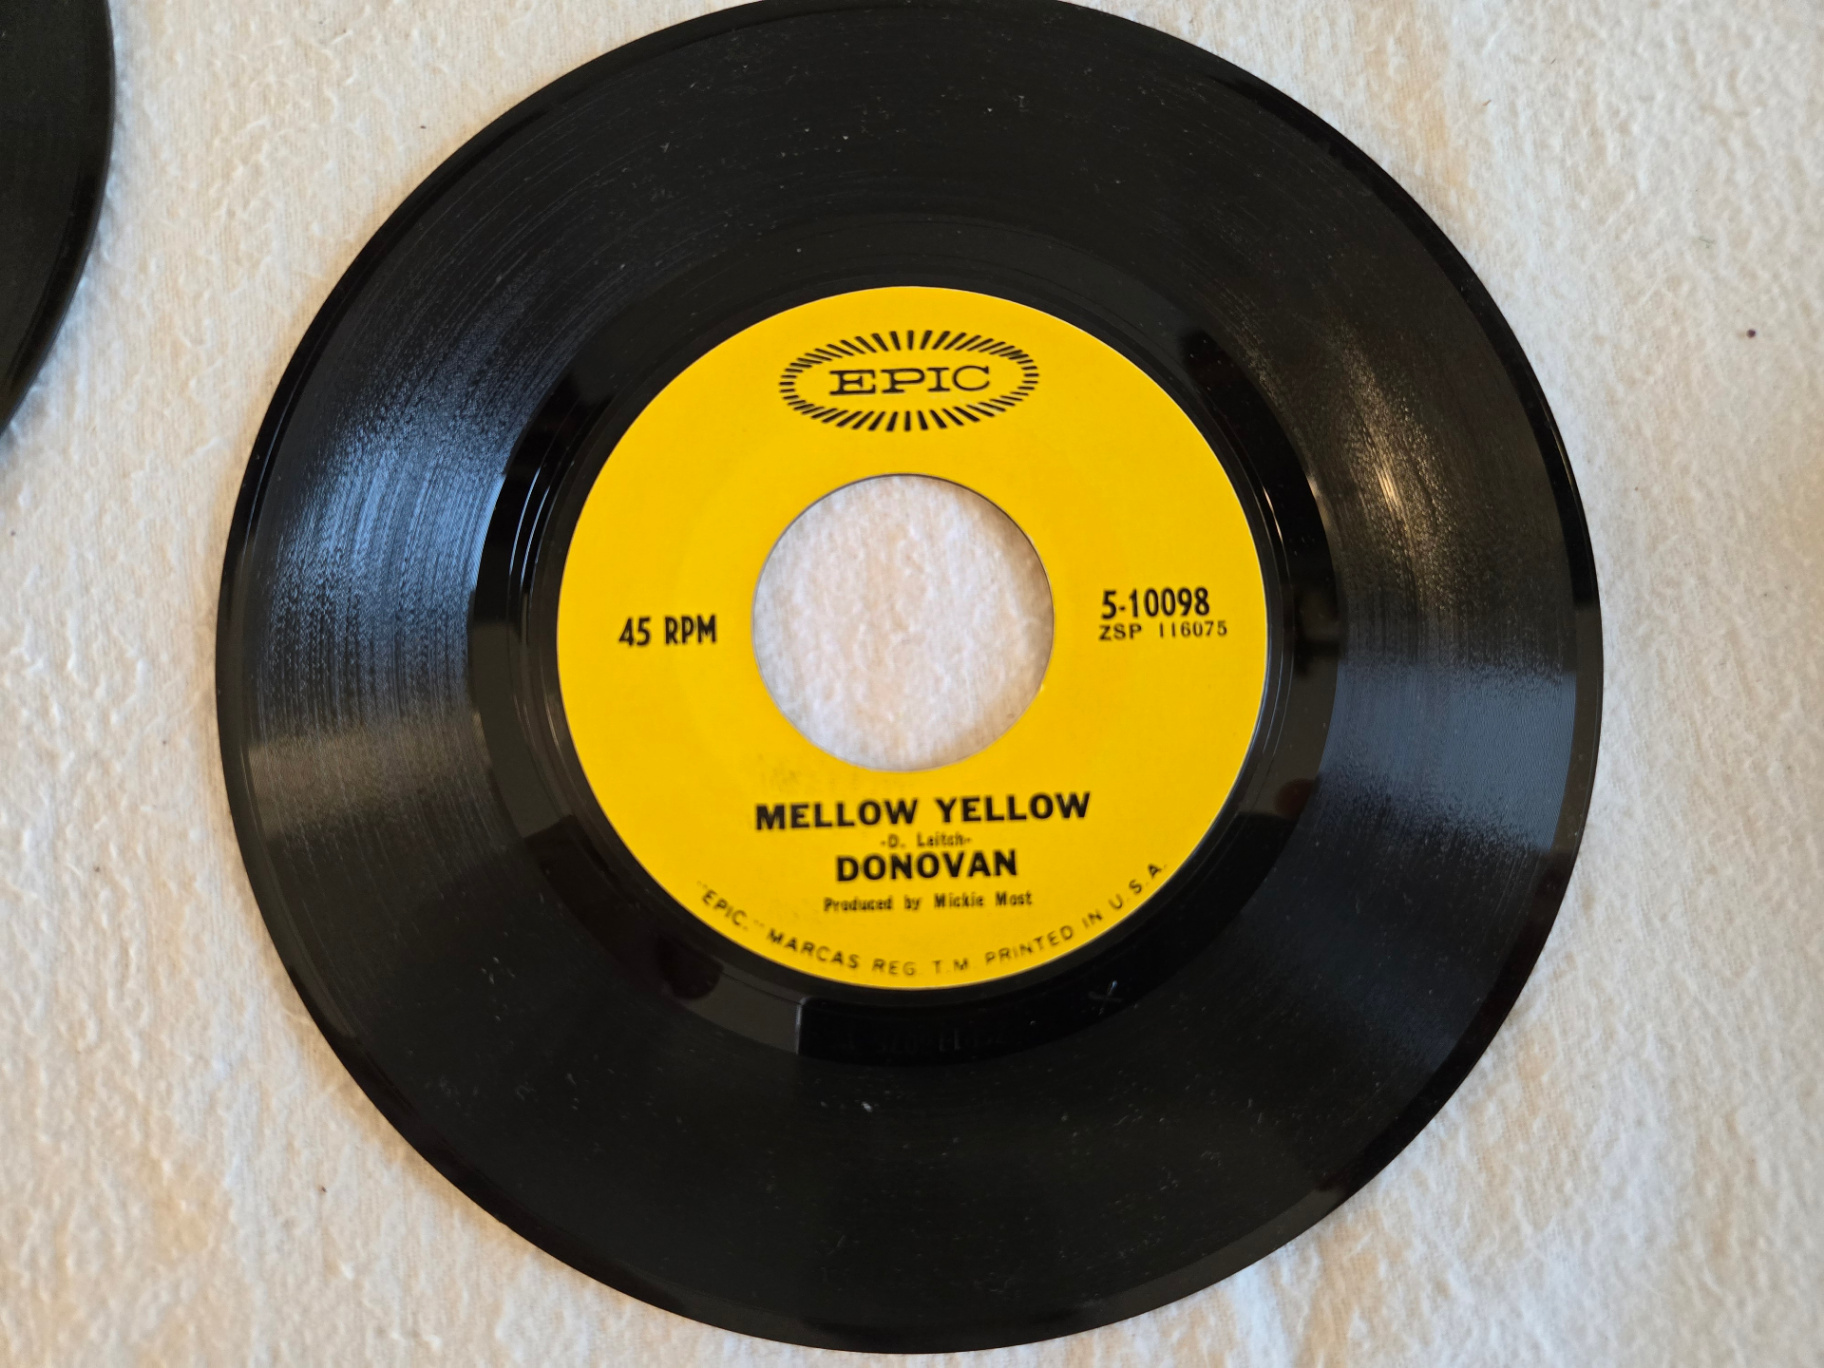 EPIC
45 RPM
5-10098
ZSP 116075
MELLOW YELLOW
-D. Leitch-
DONOVAN
Produced by Mickie Most
"EPIC," MARCAS REG. T.M. PRINTED IN U.S.A.